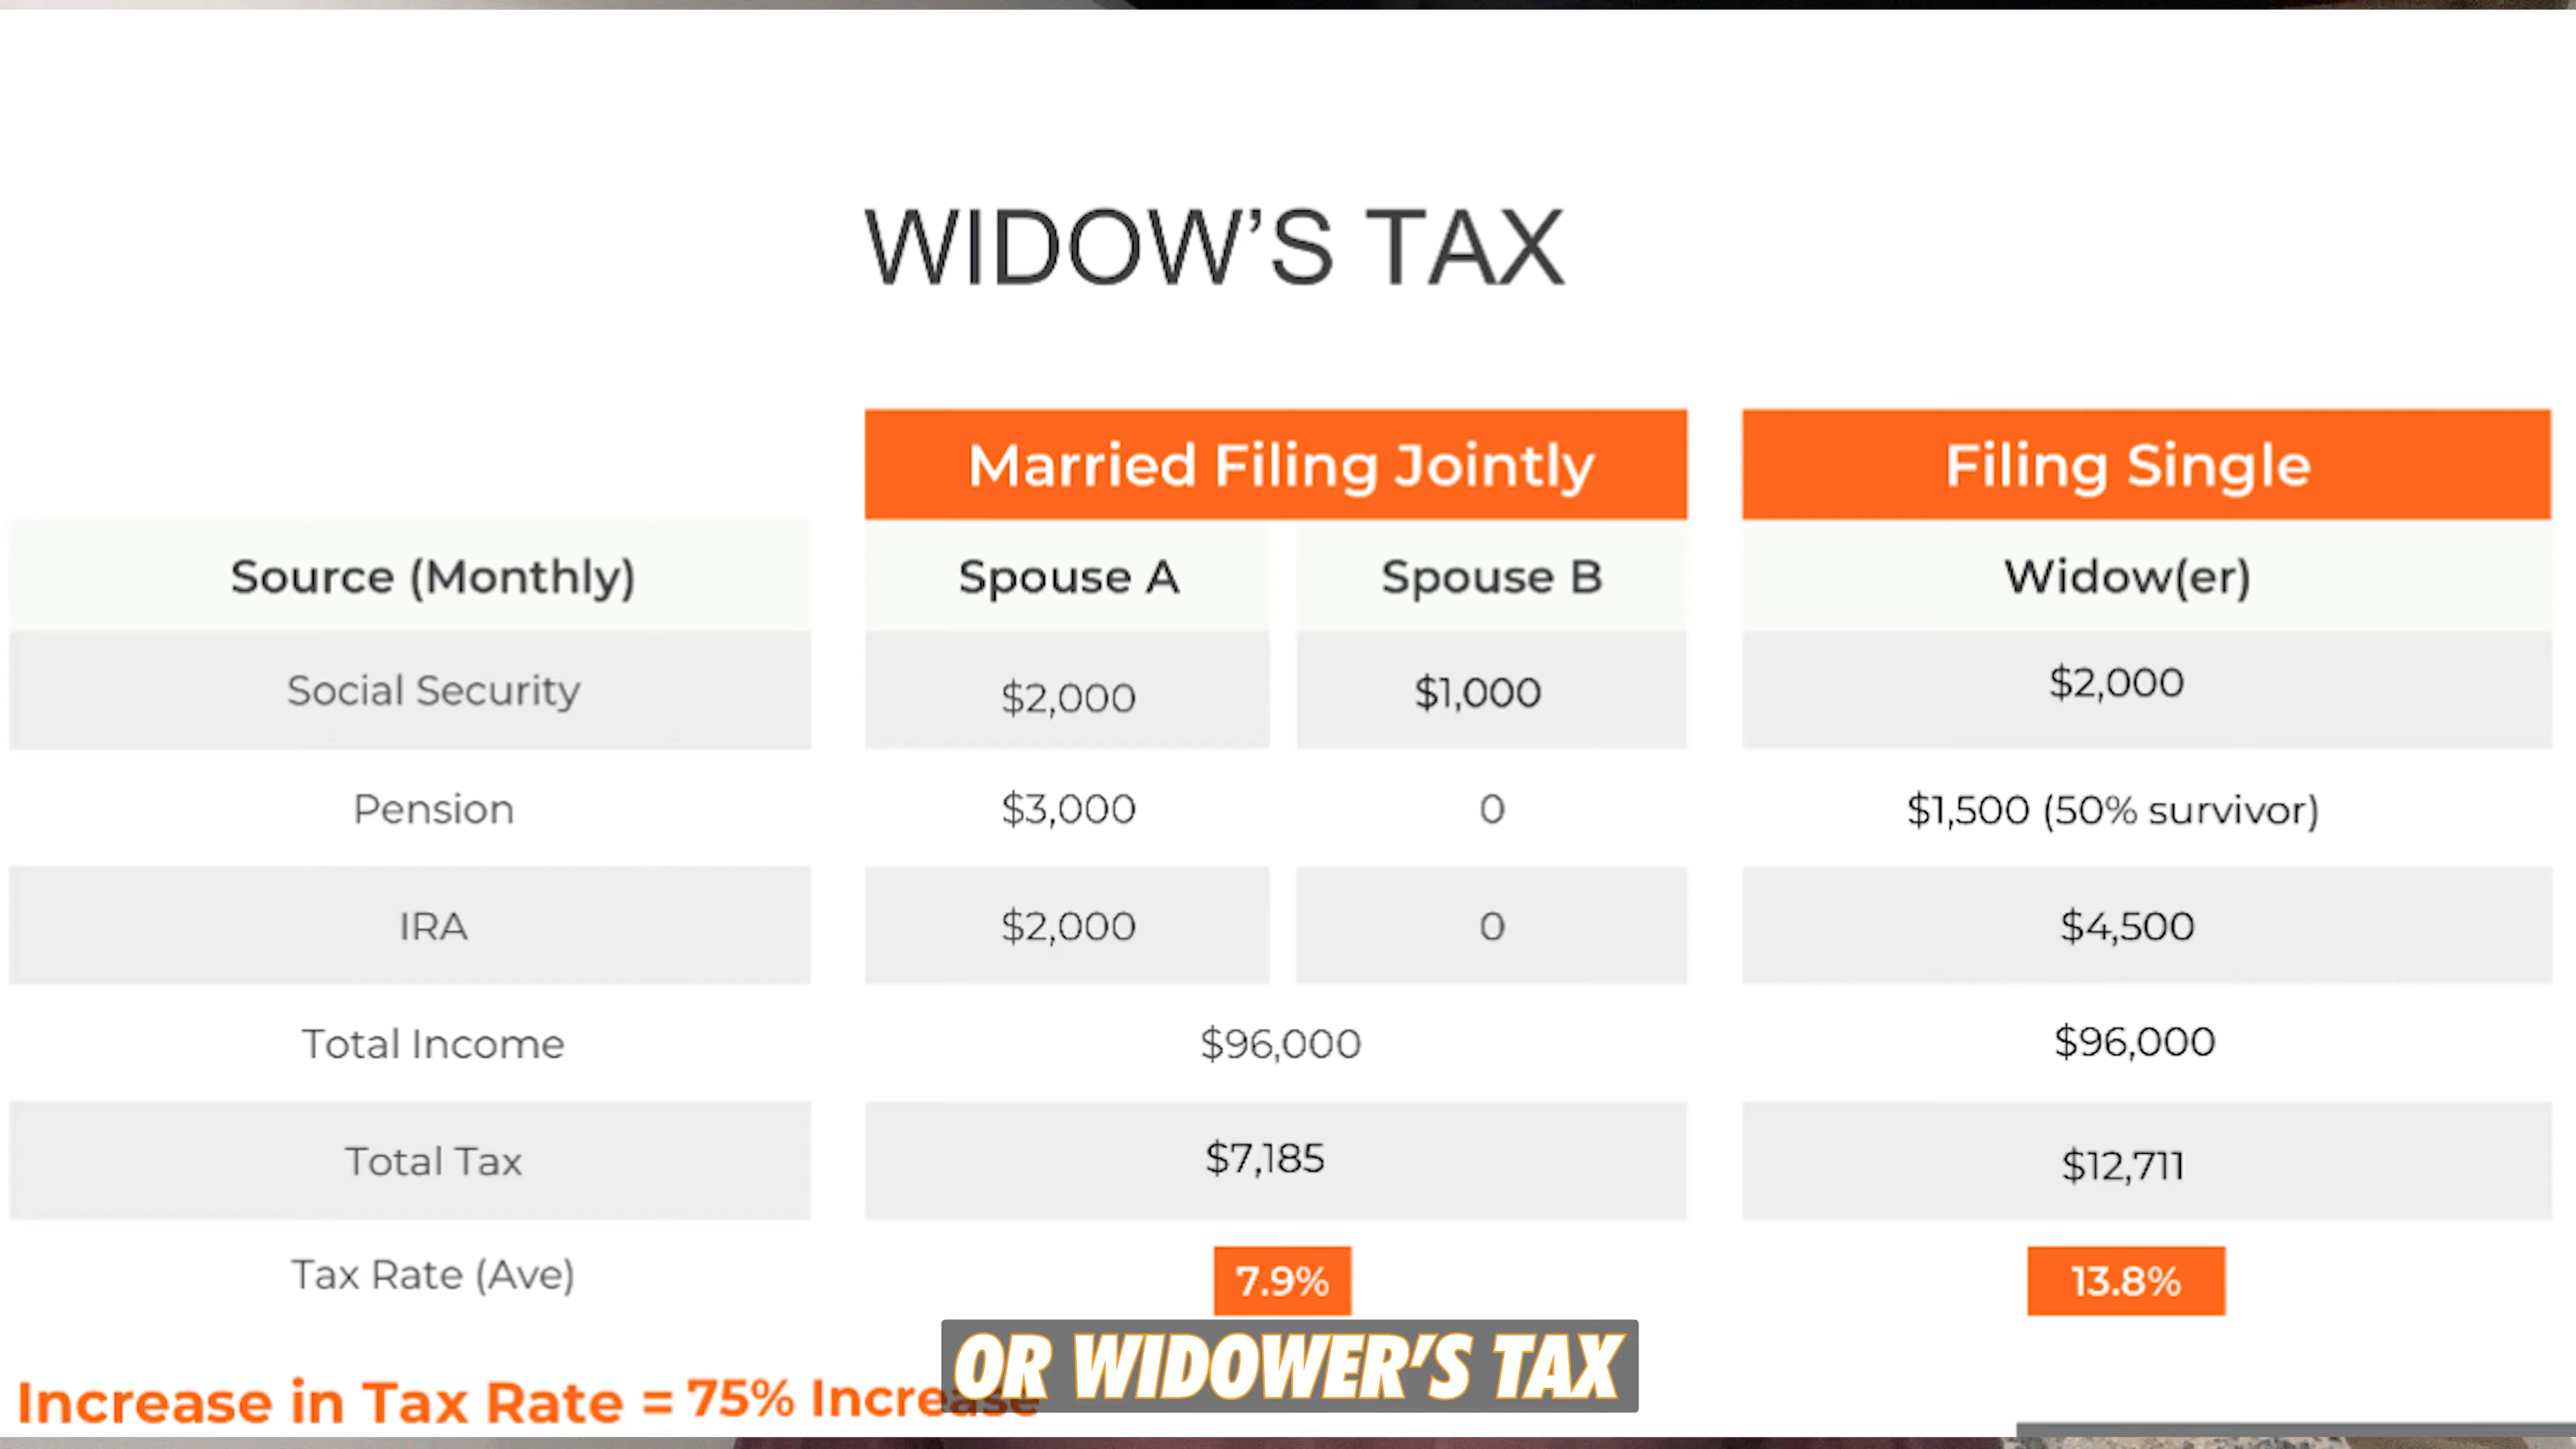 WIDOW'S TAX
Married Filing Jointly Filing Single
Source (Monthly) Spouse A Spouse B Widow(er)
Social Security $2,000 $1,000 $2,000
Pension $3,000 0 $1,500 (50% survivor)
IRA $2,000 0 $4,500
Total Income $96,000 $96,000
Total Tax $7,185 $12,711
Tax Rate (Ave) 7.9% 13.8%
OR WIDOWER'S TAX
Increase in Tax Rate = 75% Increase